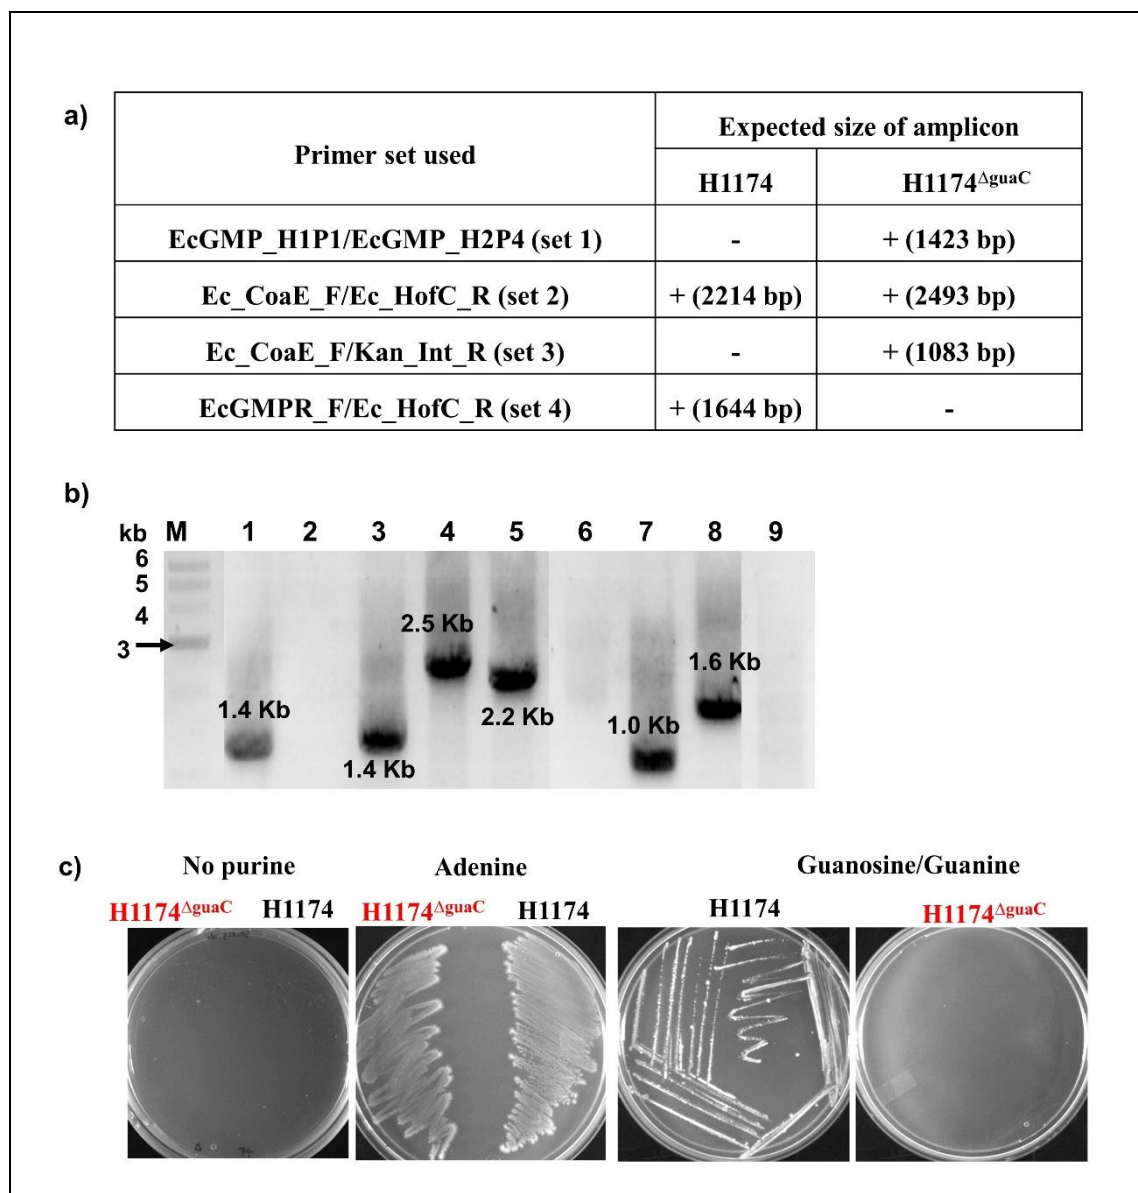 a)
Primer set used
Expected size of amplicon
H1174 H1174ΔguaC
EcGMP_H1P1/EcGMP_H2P4 (set 1) - + (1423 bp)
Ec_CoaE_F/Ec_HofC_R (set 2) + (2214 bp) + (2493 bp)
Ec_CoaE_F/Kan_Int_R (set 3) - + (1083 bp)
EcGMPR_F/Ec_HofC_R (set 4) + (1644 bp) -
b)
kb M 1 2 3 4 5 6 7 8 9
6
5
4
3
2.5 Kb
1.6 Kb
1.4 Kb
2.2 Kb
1.0 Kb
1.4 Kb
c)
No purine Adenine Guanosine/Guanine
H1174ΔguaC H1174 H1174ΔguaC H1174 H1174 H1174ΔguaC